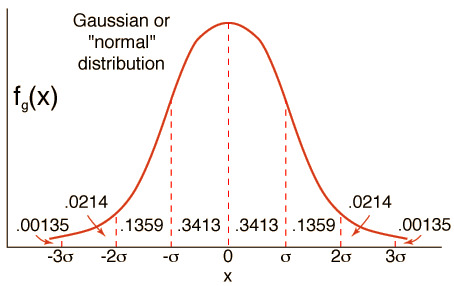 Gaussian or
"normal"
distribution
fg(x)
.0214 .0214
.00135 .1359 .3413 .3413 .1359 .00135
-3σ -2σ -σ 0 σ 2σ 3σ
x